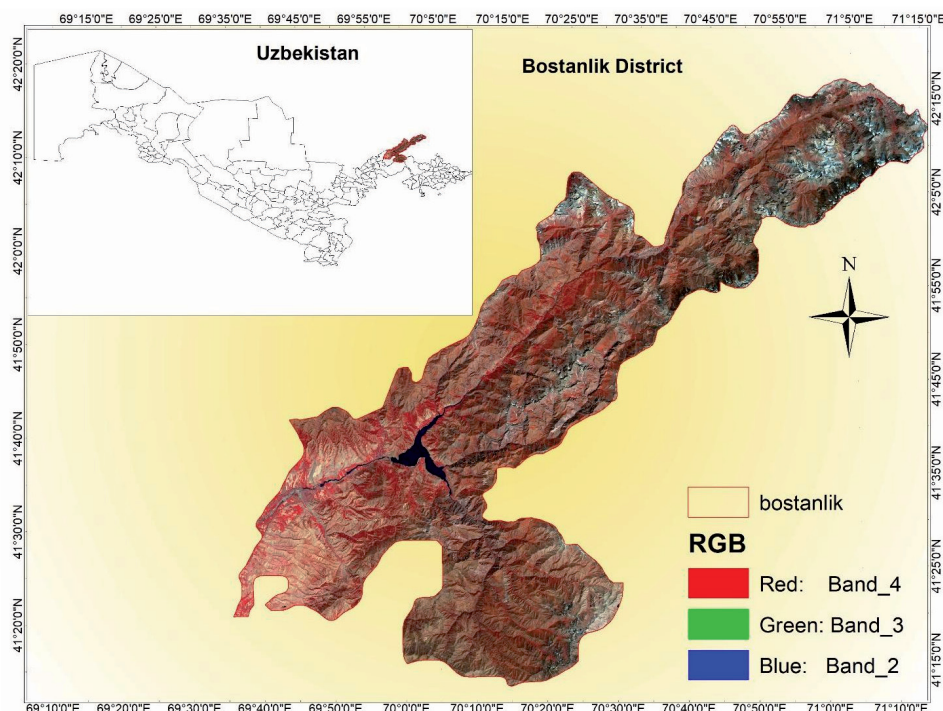 69°15'0"E 69°25'0"E 69°35'0"E 69°45'0"E 69°55'0"E 70°5'0"E 70°15'0"E 70°25'0"E 70°35'0"E 70°45'0"E 70°55'0"E 71°5'0"E 71°15'0"E
Uzbekistan
Bostanlik District
42°20'0"N
42°10'0"N
42°0'0"N
41°50'0"N
41°40'0"N
41°30'0"N
41°20'0"N
42°15'0"N
42°5'0"N
41°55'0"N
41°45'0"N
41°35'0"N
41°25'0"N
41°15'0"N
N
bostanlik
RGB
Red: Band_4
Green: Band_3
Blue: Band_2
69°10'0"E 69°20'0"E 69°30'0"E 69°40'0"E 69°50'0"E 70°0'0"E 70°10'0"E 70°20'0"E 70°30'0"E 70°40'0"E 70°50'0"E 71°0'0"E 71°10'0"E